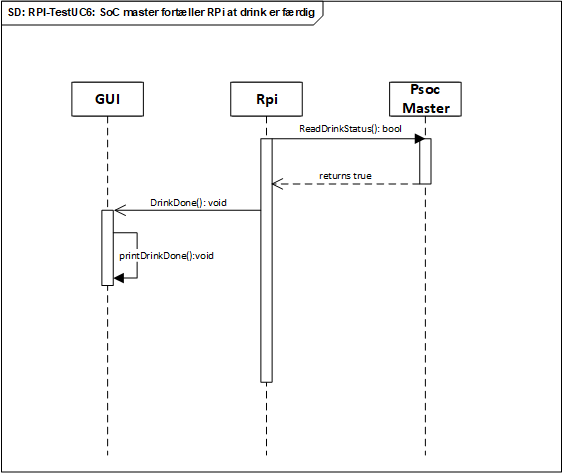 SD: RPI-TestUC6: SoC master fortæller RPi at drink er færdig
GUI
Rpi
Psoc
Master
ReadDrinkStatus(): bool
returns true
DrinkDone(): void
printDrinkDone():void